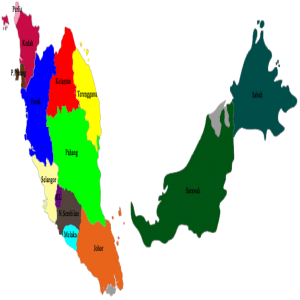 Perlis
Kedah
P.Pinang
Perak
Kelantan
Terengganu
Pahang
Selangor
N.Sembilan
Melaka
Johor
Sarawak
Sabah